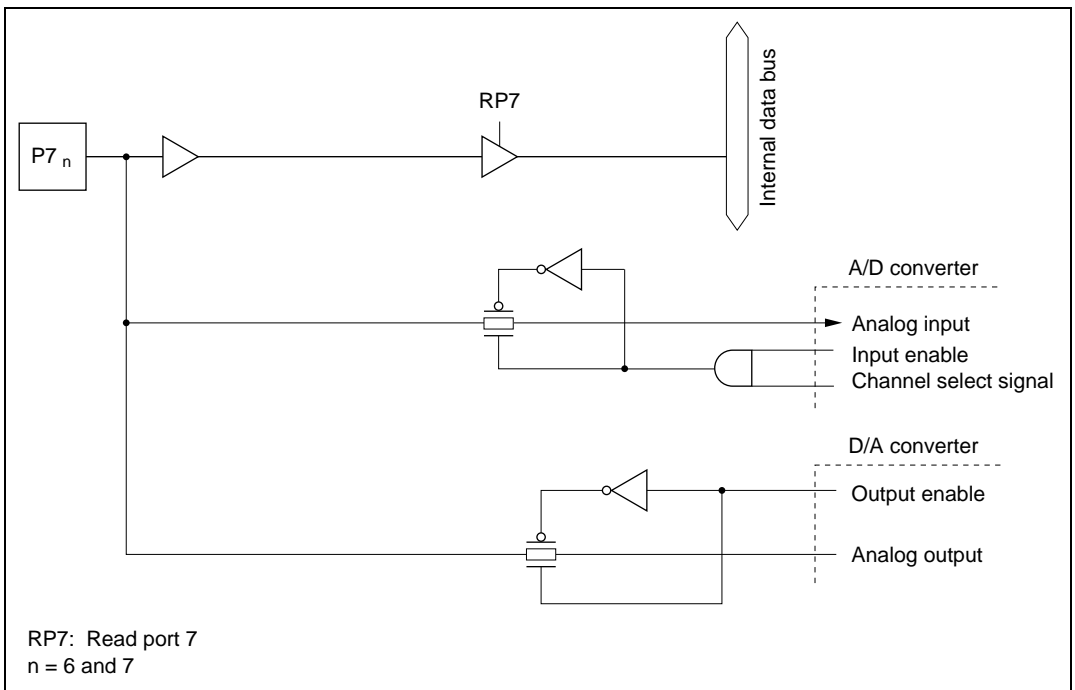 RP7
P7 n
Internal data bus
A/D converter
Analog input
Input enable
Channel select signal
D/A converter
Output enable
Analog output
RP7: Read port 7
n = 6 and 7